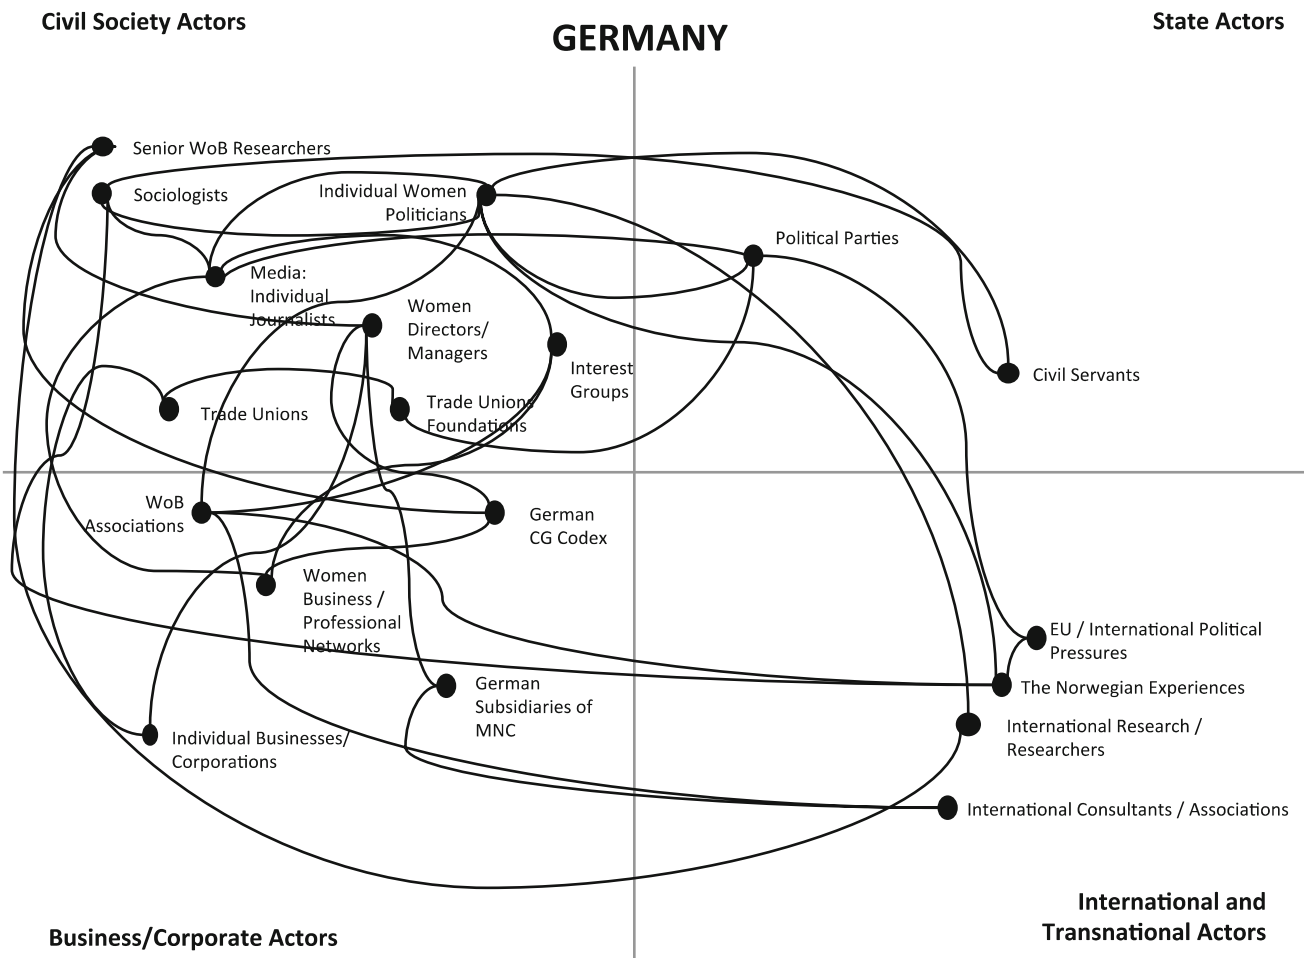 Civil Society Actors
GERMANY
State Actors
Senior WoB Researchers
Sociologists
Individual Women
Politicians
Political Parties
Media:
Individual
Journalists
Women
Directors/
Managers
Interest
Groups
Civil Servants
Trade Unions
Trade Unions
Foundations
WoB
Associations
German
CG Codex
Women
Business /
Professional
Networks
EU / International Political
Pressures
The Norwegian Experiences
German
Subsidiaries of
MNC
International Research /
Researchers
Individual Businesses/
Corporations
International Consultants / Associations
International and
Transnational Actors
Business/Corporate Actors